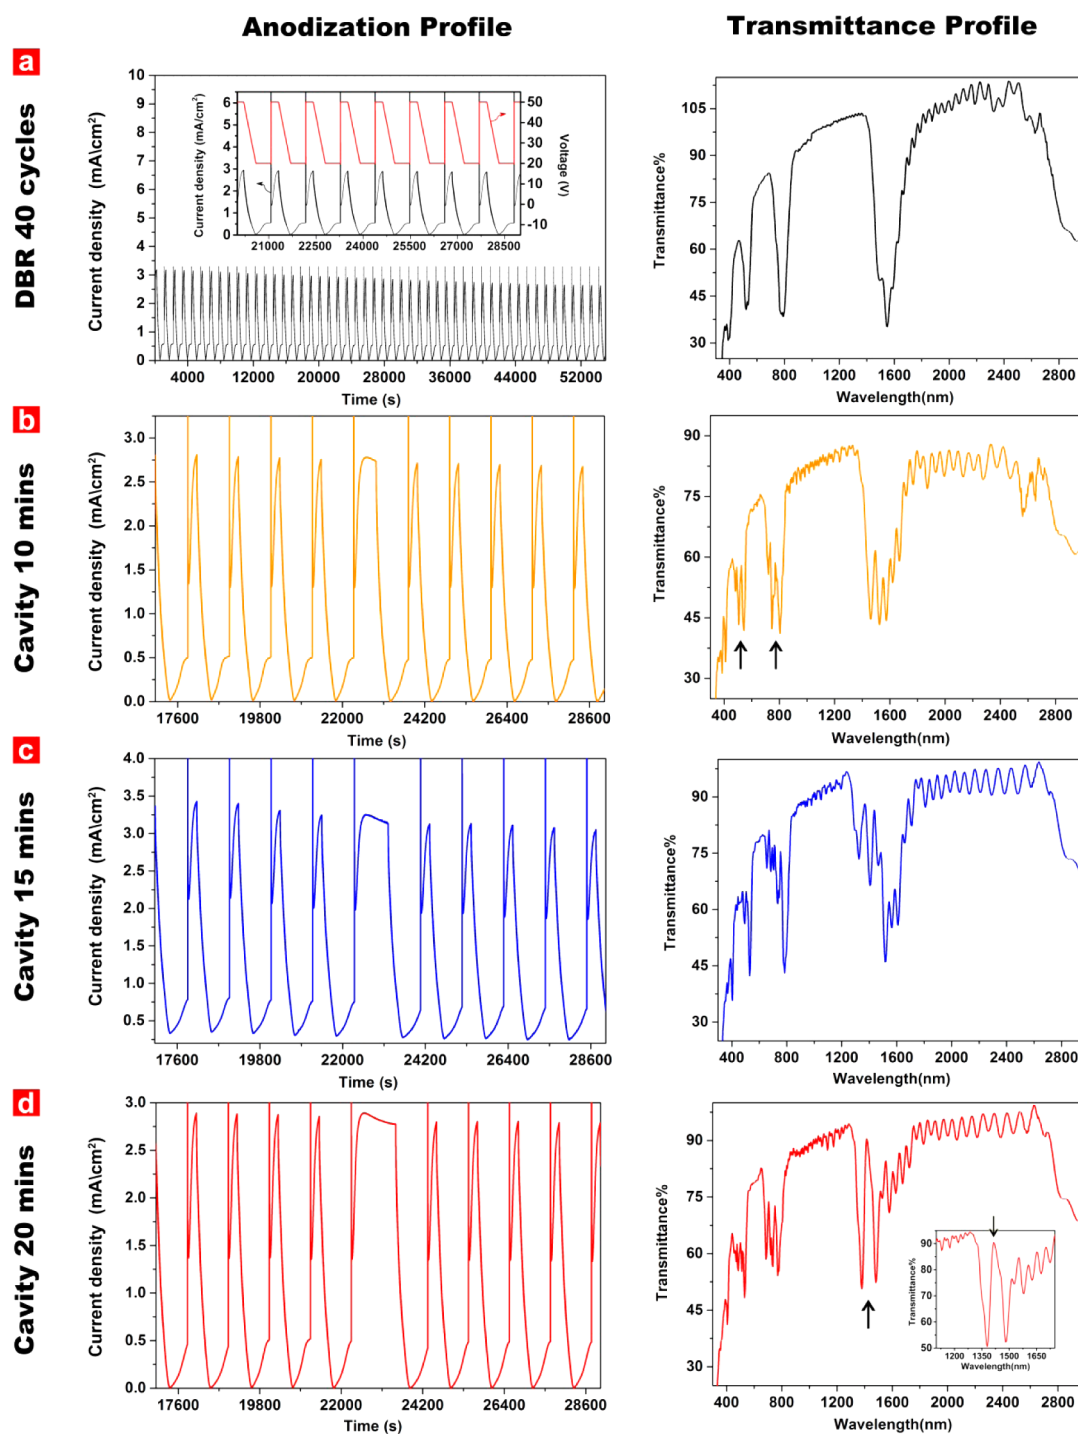 Anodization Profile
Transmittance Profile
a
DBR 40 cycles
Current density (mA\cm²)
10
9
8
7
6
5
4
3
2
1
0
4000 12000 20000 28000 36000 44000 52000
Time (s)
Current density (mA/cm²)
6
5
4
3
2
1
0
21000 22500 24000 25500 27000 28500
Time (s)
50
40
30
20
10
0
-10
Voltage (V)
Transmittance%
105
90
75
60
45
30
400 800 1200 1600 2000 2400 2800
Wavelength(nm)
b
Cavity 10 mins
Current density (mA\cm²)
3.0
2.5
2.0
1.5
1.0
0.5
0.0
17600 19800 22000 24200 26400 28600
Time (s)
Transmittance%
90
75
60
45
30
400 800 1200 1600 2000 2400 2800
Wavelength(nm)
c
Cavity 15 mins
Current density (mA\cm²)
4.0
3.5
3.0
2.5
2.0
1.5
1.0
0.5
17600 19800 22000 24200 26400 28600
Time (s)
Transmittance%
90
75
60
45
30
400 800 1200 1600 2000 2400 2800
Wavelength(nm)
d
Cavity 20 mins
Current density (mA\cm²)
3.0
2.5
2.0
1.5
1.0
0.5
0.0
17600 19800 22000 24200 26400 28600
Time (s)
Transmittance%
90
75
60
45
30
400 800 1200 1600 2000 2400 2800
Wavelength(nm)
Transmittance%
90
80
70
60
50
1200 1350 1500 1650
Wavelength(nm)